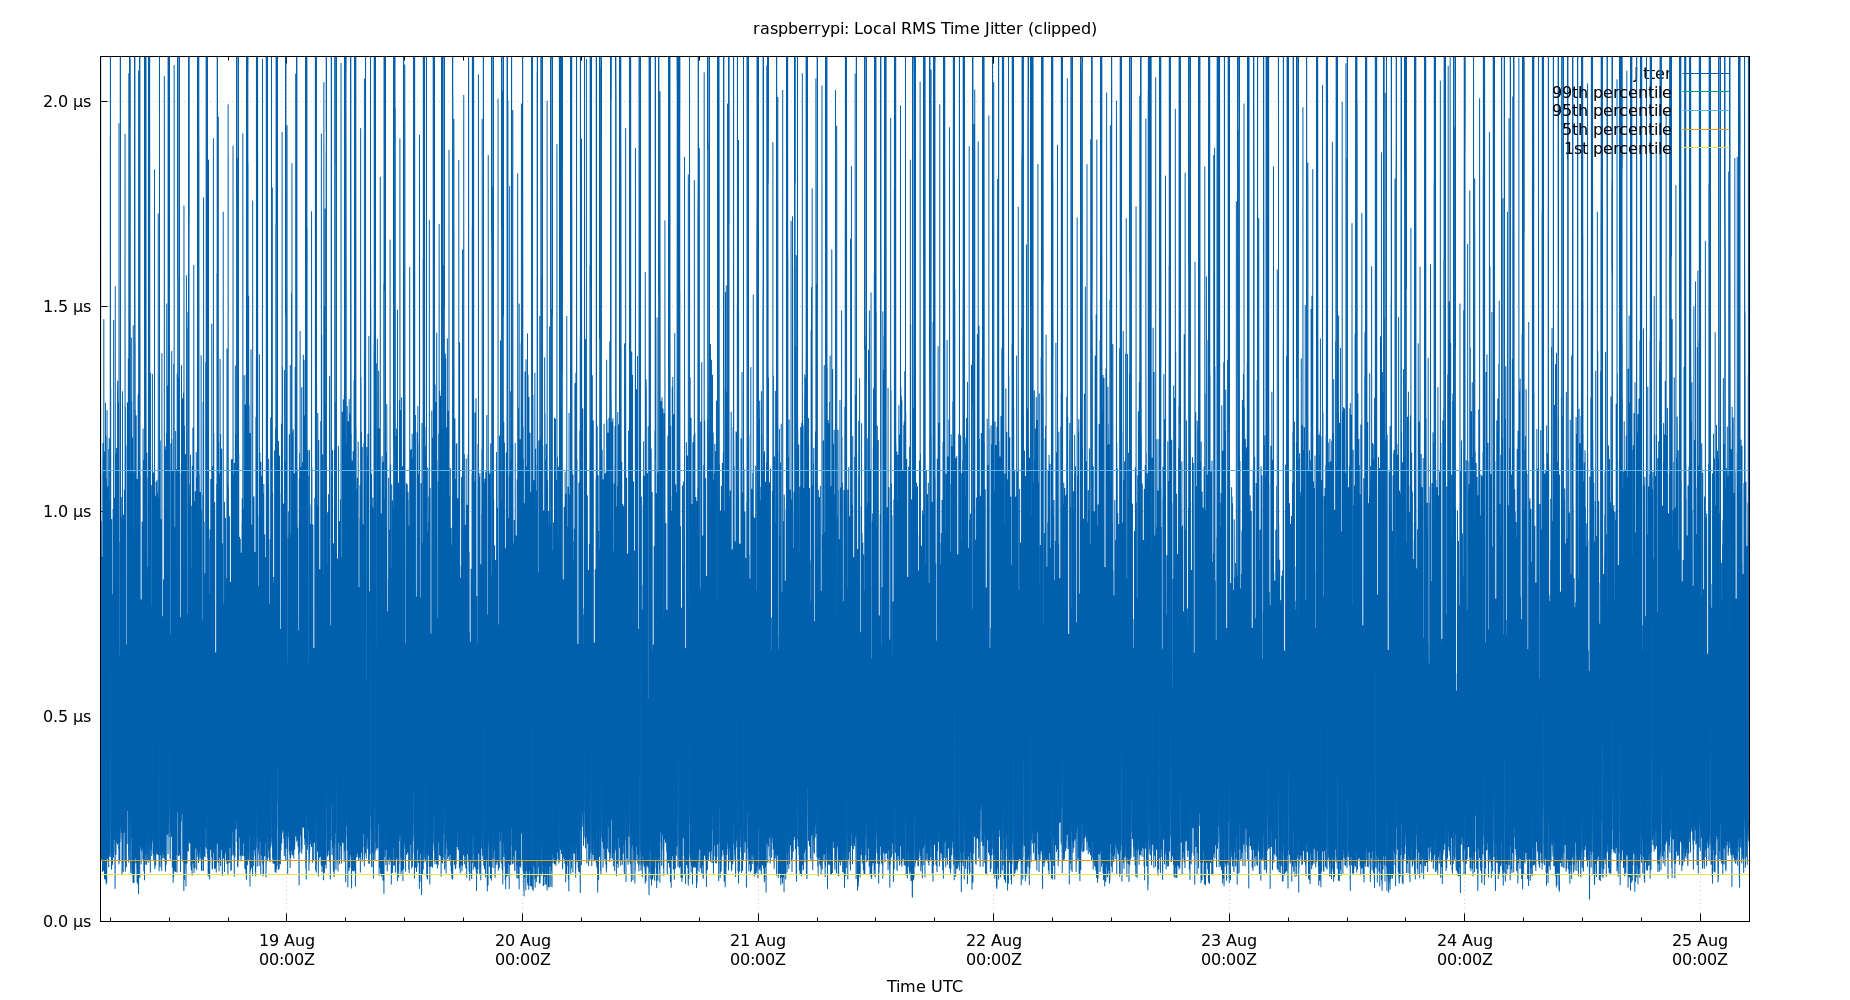 raspberrypi: Local RMS Time Jitter (clipped)
jitter
99th percentile
95th percentile
5th percentile
1st percentile
2.0 µs
1.5 µs
1.0 µs
0.5 µs
0.0 µs
19 Aug
00:00Z
20 Aug
00:00Z
21 Aug
00:00Z
22 Aug
00:00Z
23 Aug
00:00Z
24 Aug
00:00Z
25 Aug
00:00Z
Time UTC